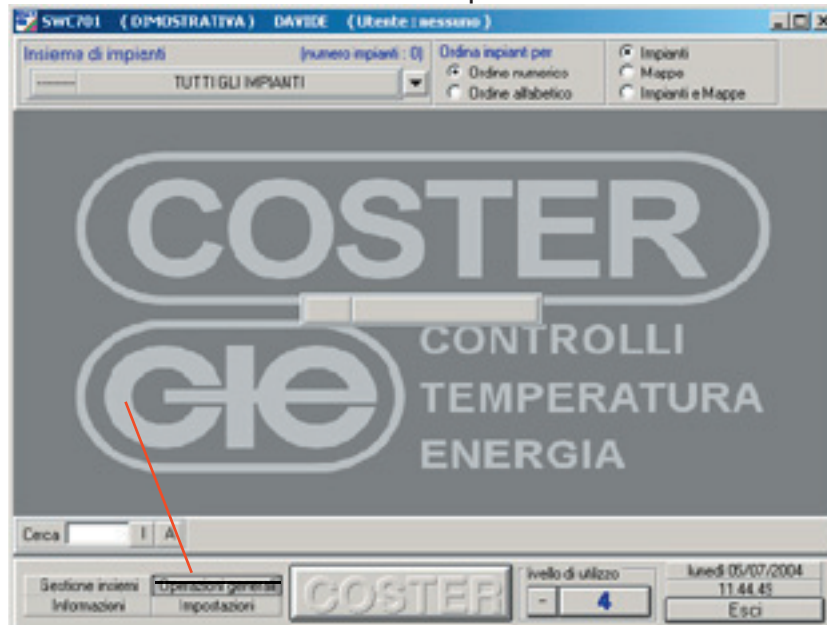 SWC701 (DIMOSTRATIVA) DAVIDE (Utente : nessuno)
Insieme di impianti (numero impianti : 0)
-------- TUTTI GLI IMPIANTI
Ordina inpiant per
Ordine numerico
Ordine alfabetico
Impianti
Mappe
Impianti e Mappe
COSTER
CONTROLLI
TEMPERATURA
ENERGIA
Cerca I A
Gestione insiemi Operazioni generali
Informazioni Impostazioni
COSTER
livello di utilizzo
- 4
lunedì 05/07/2004
11.44.45
Esci